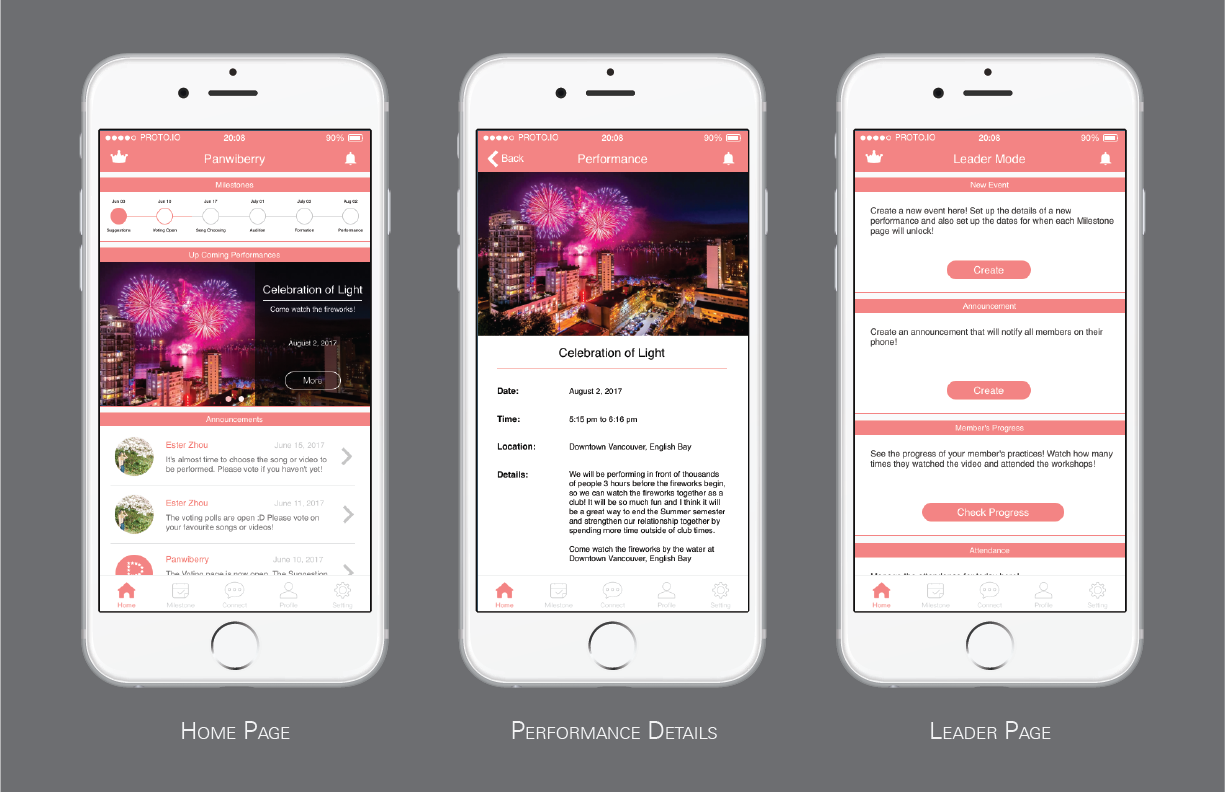 PROTO.IO 20:08 90%
Panwiberry
Milestones
Jun 03 Jun 13 Jun 17 July 01 July 03 Aug 02
Suggestions Voting Open Song Choosing Audition Formation Performance
Up Coming Performances
Celebration of Light
Come watch the fireworks!
August 2, 2017
More
Announcements
Ester Zhou June 15, 2017
It's almost time to choose the song or video to
be performed. Please vote if you haven't yet!
Ester Zhou June 11, 2017
The voting polls are open :D Please vote on
your favourite songs or videos!
Panwiberry June 10, 2017
The Voting page is now open. The Suggestion
Home Milestone Connect Profile Setting
Home Page
PROTO.IO 20:08 90%
Back Performance
Celebration of Light
Date: August 2, 2017
Time: 5:15 pm to 6:16 pm
Location: Downtown Vancouver, English Bay
Details: We will be performing in front of thousands
of people 3 hours before the fireworks begin,
so we can watch the fireworks together as a
club! It will be so much fun and I think it will
be a great way to end the Summer semester
and strengthen our relationship together by
spending more time outside of club times.
Come watch the fireworks by the water at
Downtown Vancouver, English Bay
Home Milestone Connect Profile Setting
Performance Details
PROTO.IO 20:08 90%
Leader Mode
New Event
Create a new event here! Set up the details of a new
performance and also set up the dates for when each Milestone
page will unlock!
Create
Announcement
Create an announcement that will notify all members on their
phone!
Create
Member's Progress
See the progress of your member's practices! Watch how many
times they watched the video and attended the workshops!
Check Progress
Attendance
Home Milestone Connect Profile Setting
Leader Page